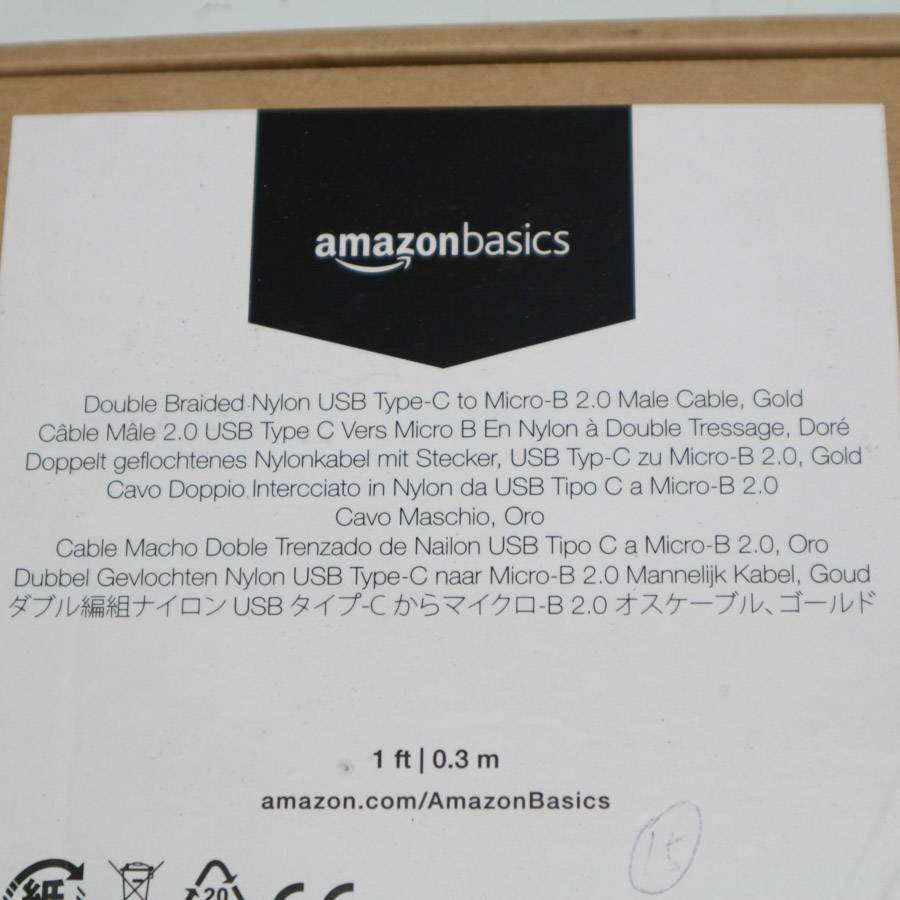 amazonbasics
Double Braided Nylon USB Type-C to Micro-B 2.0 Male Cable, Gold
Câble Mâle 2.0 USB Type C Vers Micro B En Nylon à Double Tressage, Doré
Doppelt geflochtenes Nylonkabel mit Stecker, USB Typ-C zu Micro-B 2.0, Gold
Cavo Doppio Intercciato in Nylon da USB Tipo C a Micro-B 2.0
Cavo Maschio, Oro
Cable Macho Doble Trenzado de Nailon USB Tipo C a Micro-B 2.0, Oro
Dubbel Gevlochten Nylon USB Type-C naar Micro-B 2.0 Mannelijk Kabel, Goud
ダブル編組ナイロン USB タイプ-C からマイクロ-B 2.0 オスケーブル、ゴールド
1 ft | 0.3 m
amazon.com/AmazonBasics
15
紙 20 CE